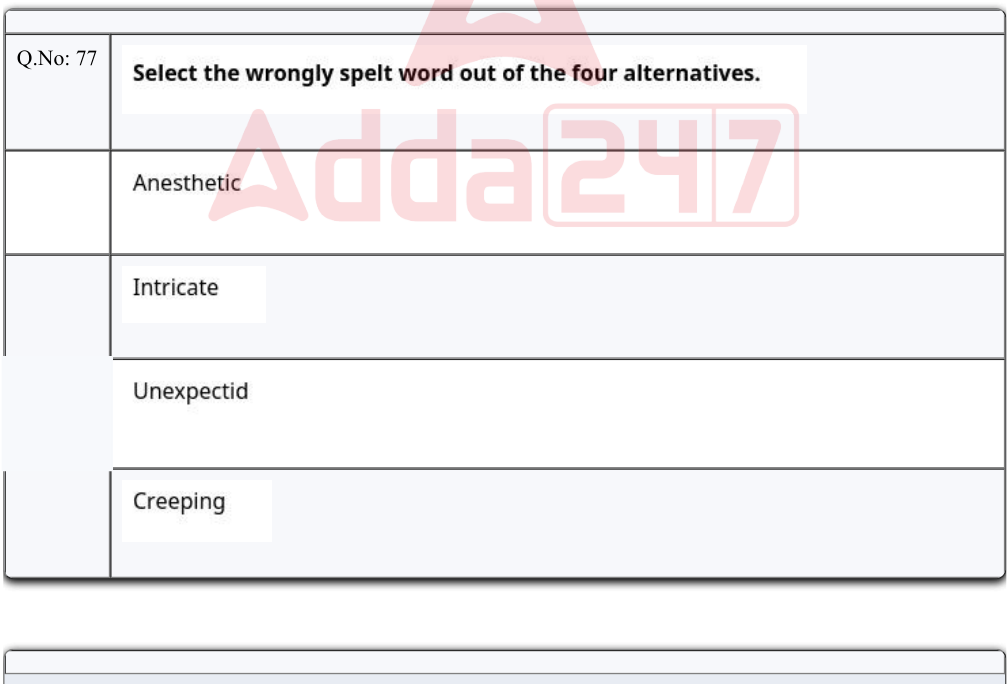 Q.No: 77
Select the wrongly spelt word out of the four alternatives.
Adda247
Anesthetic
Intricate
Unexpectid
Creeping